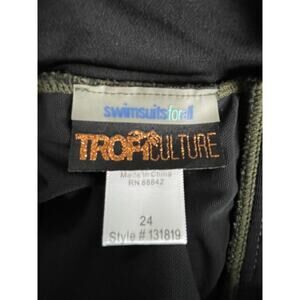 swimsuitsforall
TROPICULTURE
Made in China
RN 88842
24
Style # 131819